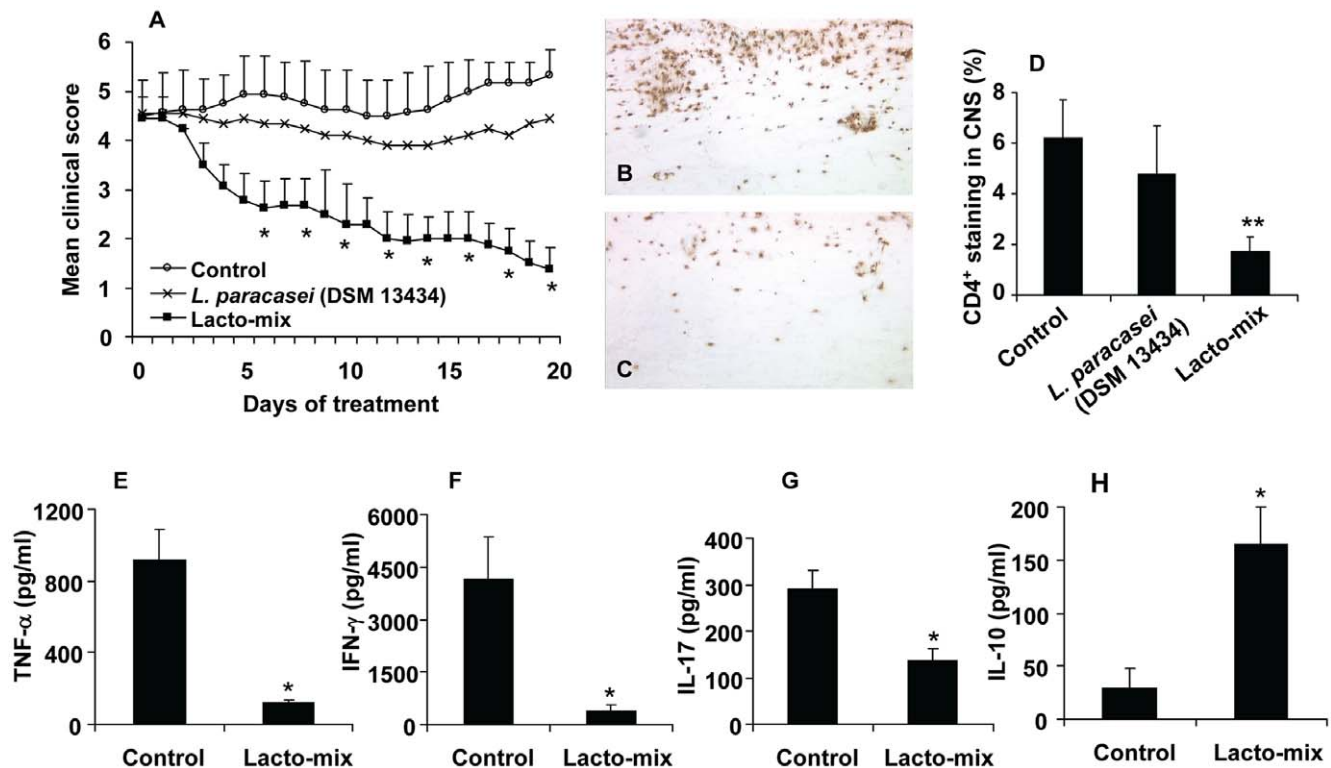 A
Mean clinical score
6
5
4
3
2
1
0
Control
L. paracasei (DSM 13434)
Lacto-mix
* * * * * * * *
0 5 10 15 20
Days of treatment
B
C
D
CD4+ staining in CNS (%)
8
6
4
2
0
**
Control
L. paracasei
(DSM 13434)
Lacto-mix
E
TNF-α (pg/ml)
1200
800
400
0
*
Control Lacto-mix
F
IFN-γ (pg/ml)
6000
4500
3000
1500
0
*
Control Lacto-mix
G
IL-17 (pg/ml)
400
300
200
100
0
*
Control Lacto-mix
H
IL-10 (pg/ml)
200
150
100
50
0
*
Control Lacto-mix